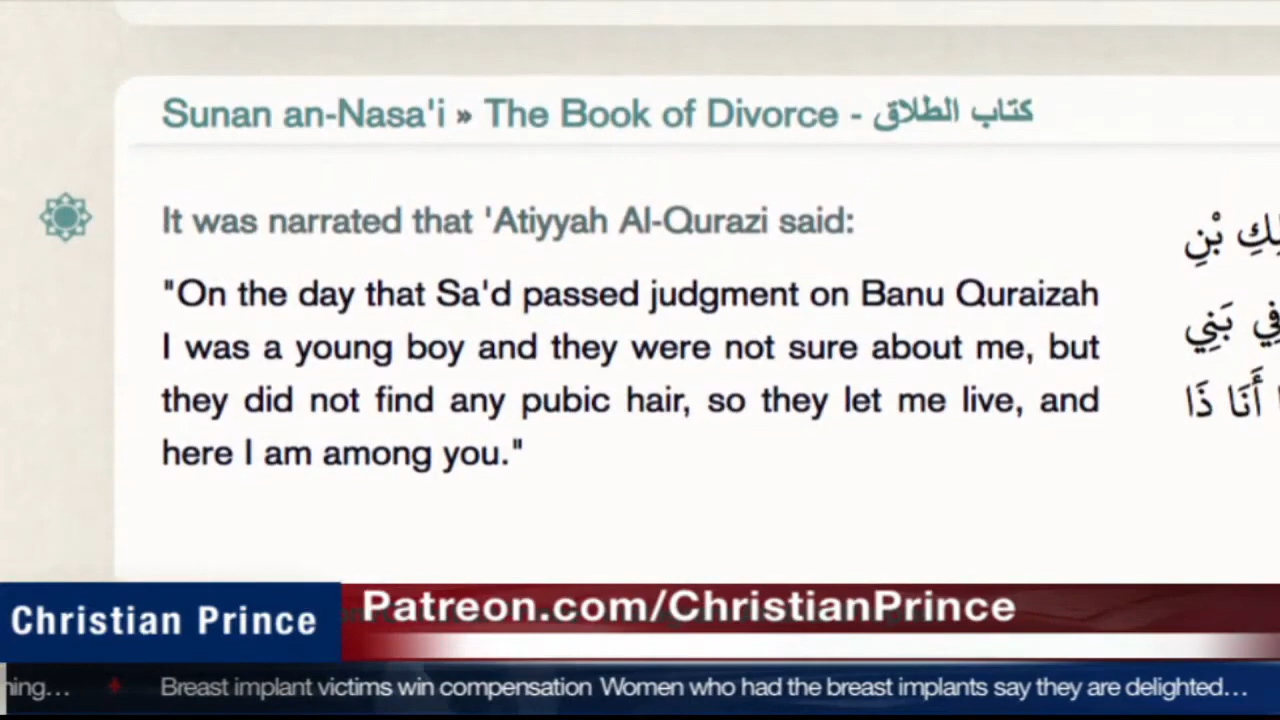 Sunan an-Nasa'i » The Book of Divorce - كتاب الطلاق
It was narrated that 'Atiyyah Al-Qurazi said:
"On the day that Sa'd passed judgment on Banu Quraizah
I was a young boy and they were not sure about me, but
they did not find any pubic hair, so they let me live, and
here I am among you."
لِكِ بْنِ
فِي بَنِي
أَنَا ذَا
Christian Prince
Patreon.com/ChristianPrince
ning...
Breast implant victims win compensation Women who had the breast implants say they are delighted...